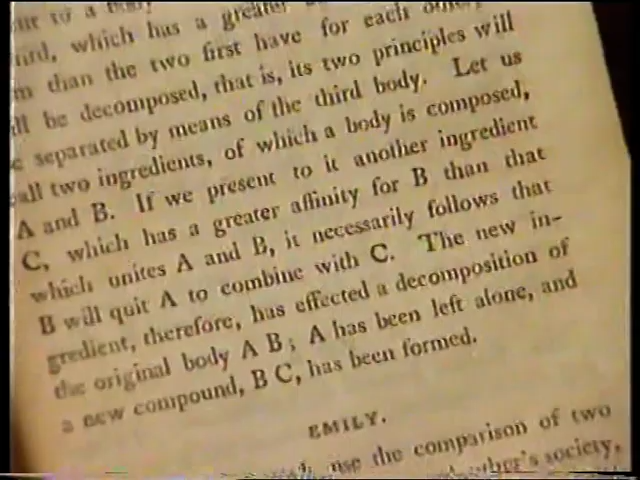 which has a greater
than the two first have for each
be decomposed, that is, its two principles will
separated by means of the third body. Let us
two ingredients, of which a body is composed,
A and B. If we present to it another ingredient
C, which has a greater affinity for B than that
which unites A and B, it necessarily follows that
B will quit A to combine with C. The new in-
gredient, therefore, has effected a decomposition of
the original body A B; A has been left alone, and
a new compound, B C, has been formed.
EMILY.
use the comparison of two
society,